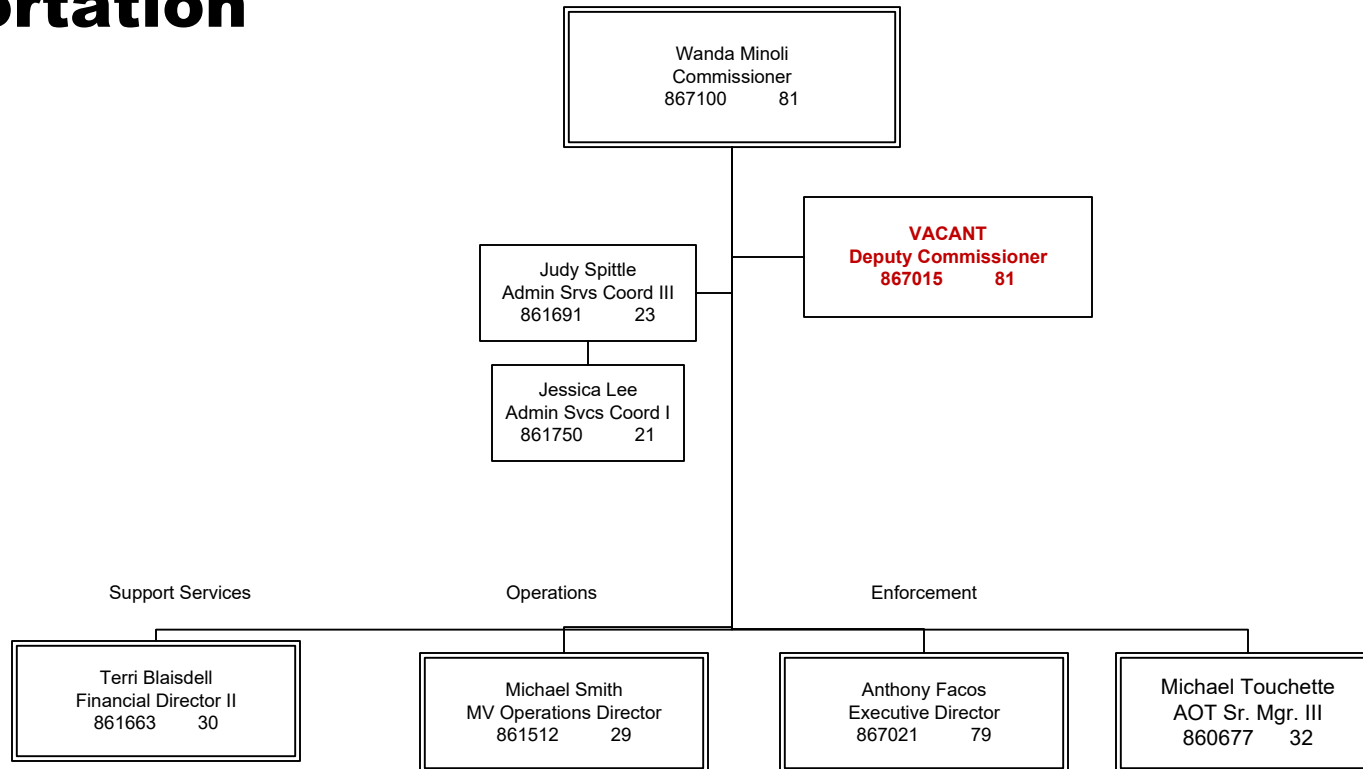 Wanda Minoli
Commissioner
867100 81
VACANT
Deputy Commissioner
867015 81
Judy Spittle
Admin Srvs Coord III
861691 23
Jessica Lee
Admin Svcs Coord I
861750 21
Support Services
Operations
Enforcement
Terri Blaisdell
Financial Director II
861663 30
Michael Smith
MV Operations Director
861512 29
Anthony Facos
Executive Director
867021 79
Michael Touchette
AOT Sr. Mgr. III
860677 32